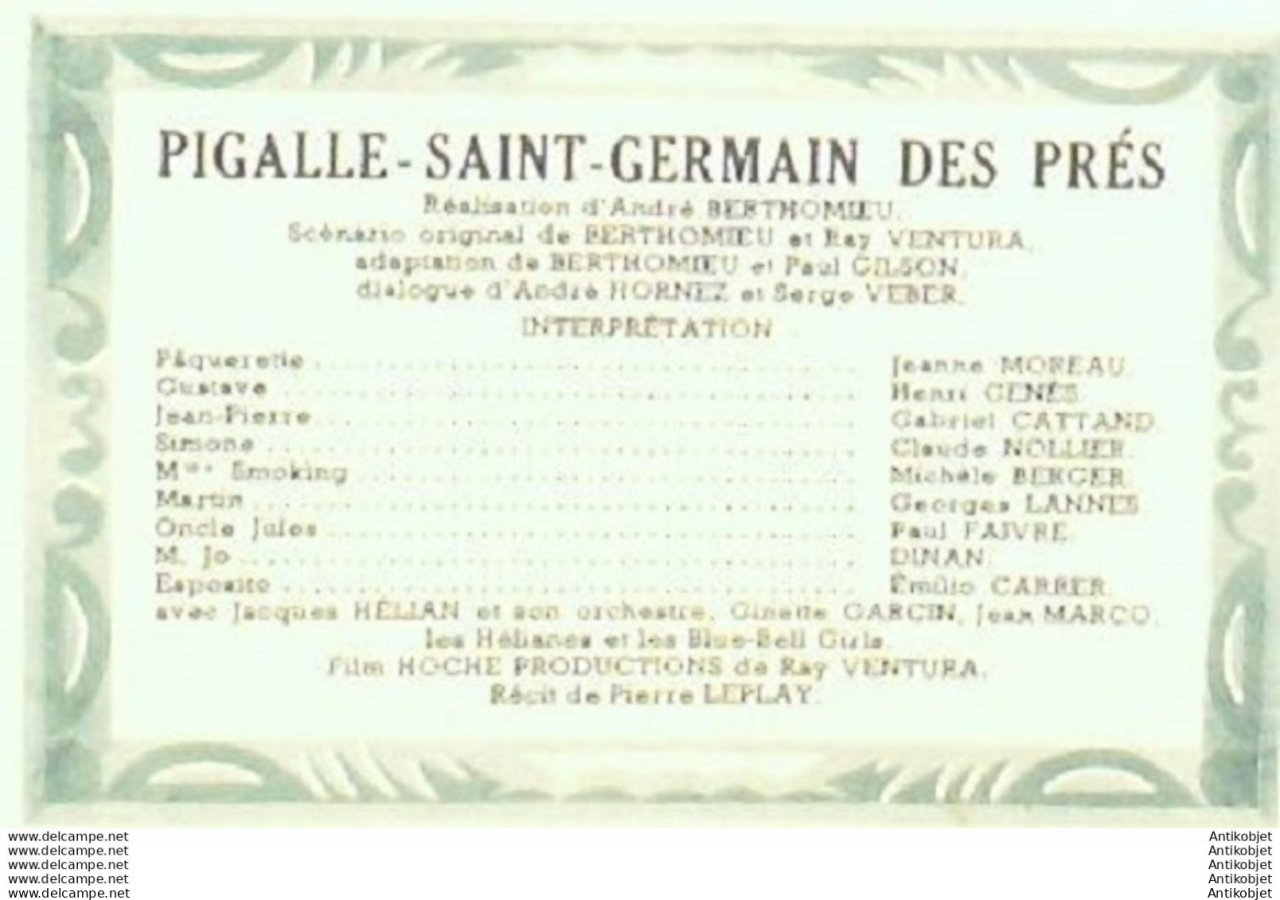 PIGALLE-SAINT-GERMAIN DES PRÉS
Réalisation d'André BERTHOMIEU.
Scénario original de BERTHOMIEU et Ray VENTURA,
adaptation de BERTHOMIEU et Paul GILSON,
dialogue d'André HORNEZ et Serge VEBER.
INTERPRÉTATION
Pâquerette .......... Jeanne MOREAU.
Gustave .......... Henri GENÈS.
Jean-Pierre .......... Gabriel CATTAND.
Simone .......... Claude NOLLIER.
Mme Smoking .......... Michèle BERGER.
Martin .......... Georges LANNES.
Oncle Jules .......... Paul FAIVRE.
M. Jo .......... DINAN.
Esposito .......... Émilio CARRER.
avec Jacques HÉLIAN et son orchestre, Ginette GARCIN, Jean MARCO,
les Hélianes et les Blue-Bell Girls.
Film HOCHE PRODUCTIONS de Ray VENTURA.
Récit de Pierre LEPLAY.
www.delcampe.net Antikobjet
www.delcampe.net Antikobjet
www.delcampe.net Antikobjet
www.delcampe.net Antikobjet
www.delcampe.net Antikobjet